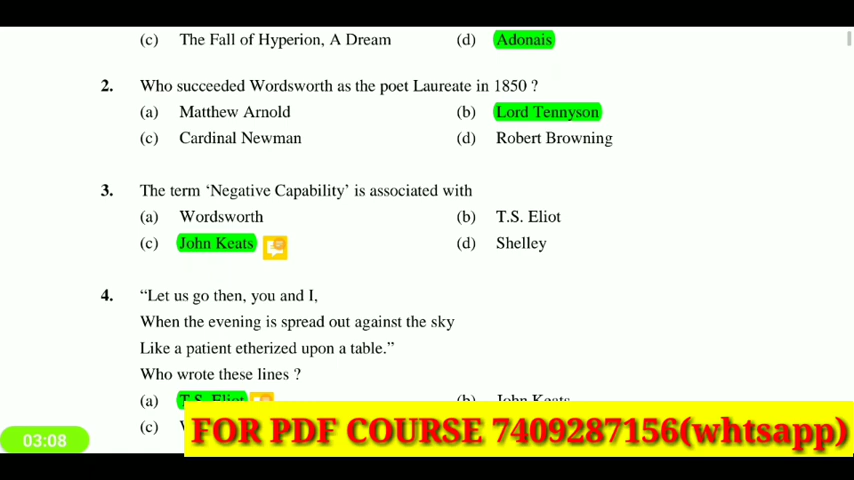 (c) The Fall of Hyperion, A Dream (d) Adonais
2. Who succeeded Wordsworth as the poet Laureate in 1850 ?
(a) Matthew Arnold (b) Lord Tennyson
(c) Cardinal Newman (d) Robert Browning
3. The term ‘Negative Capability’ is associated with
(a) Wordsworth (b) T.S. Eliot
(c) John Keats (d) Shelley
4. “Let us go then, you and I,
When the evening is spread out against the sky
Like a patient etherized upon a table.”
Who wrote these lines ?
(a) T.S. Eliot (b) John Keats
(c)
03:08
FOR PDF COURSE 7409287156(whtsapp)